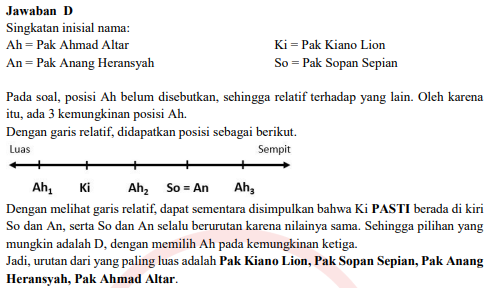 Jawaban D
Singkatan inisial nama:
Ah = Pak Ahmad Altar Ki = Pak Kiano Lion
An = Pak Anang Heransyah So = Pak Sopan Sepian
Pada soal, posisi Ah belum disebutkan, sehingga relatif terhadap yang lain. Oleh karena
itu, ada 3 kemungkinan posisi Ah.
Dengan garis relatif, didapatkan posisi sebagai berikut.
Luas Sempit
Ah₁ Ki Ah₂ So = An Ah₃
Dengan melihat garis relatif, dapat sementara disimpulkan bahwa Ki PASTI berada di kiri
So dan An, serta So dan An selalu berurutan karena nilainya sama. Sehingga pilihan yang
mungkin adalah D, dengan memilih Ah pada kemungkinan ketiga.
Jadi, urutan dari yang paling luas adalah Pak Kiano Lion, Pak Sopan Sepian, Pak Anang
Heransyah, Pak Ahmad Altar.